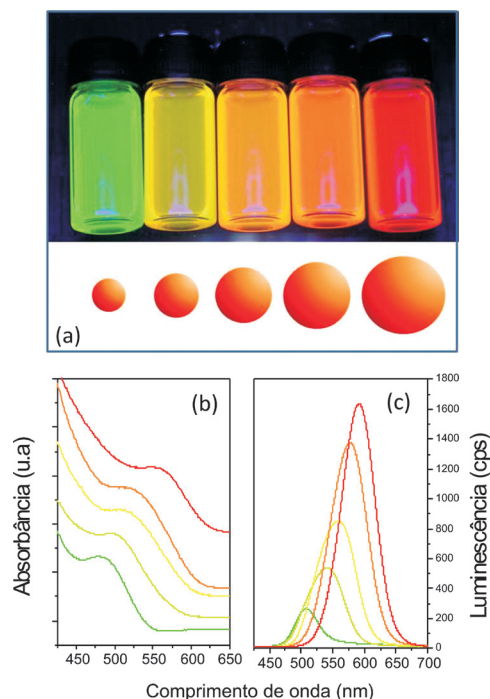 (a)
(b)
(c)
Absorbância (u.a)
500 550 600 650
1800
1600
1400
1200
1000
800
600
400
200
0
Luminescência (cps)
450 500 550 600 650 700
Comprimento de onda (nm)